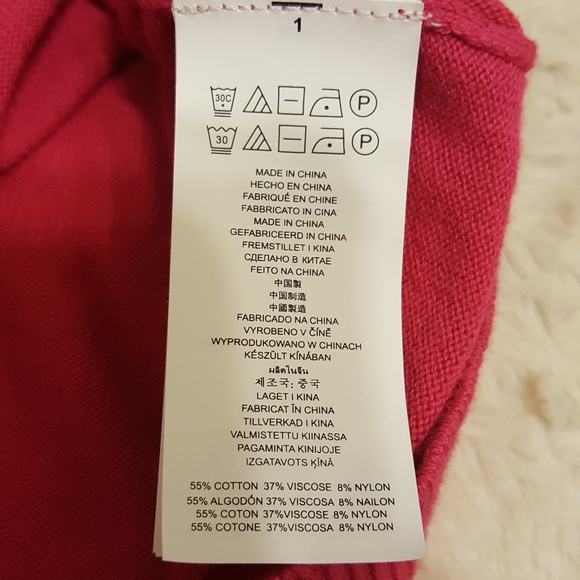 1
30C P
30 P
MADE IN CHINA
HECHO EN CHINA
FABRIQUÉ EN CHINE
FABBRICATO IN CINA
MADE IN CHINA
GEFABRICEERD IN CHINA
FREMSTILLET I KINA
СДЕЛАНО В КИТАЕ
FEITO NA CHINA
中国製
中国制造
中國製造
FABRICADO NA CHINA
VYROBENO V ČÍNĚ
WYPRODUKOWANO W CHINACH
KÉSZÜLT KÍNÁBAN
ผลิตในจีน
제조국: 중국
LAGET I KINA
FABRICAT ÎN CHINA
TILLVERKAD I KINA
VALMISTETTU KIINASSA
PAGAMINTA KINIJOJE
IZGATAVOTS ĶĪNĀ
55% COTTON 37% VISCOSE 8% NYLON
55% ALGODÓN 37% VISCOSA 8% NAILON
55% COTON 37% VISCOSE 8% NYLON
55% COTONE 37%VISCOSA 8% NYLON